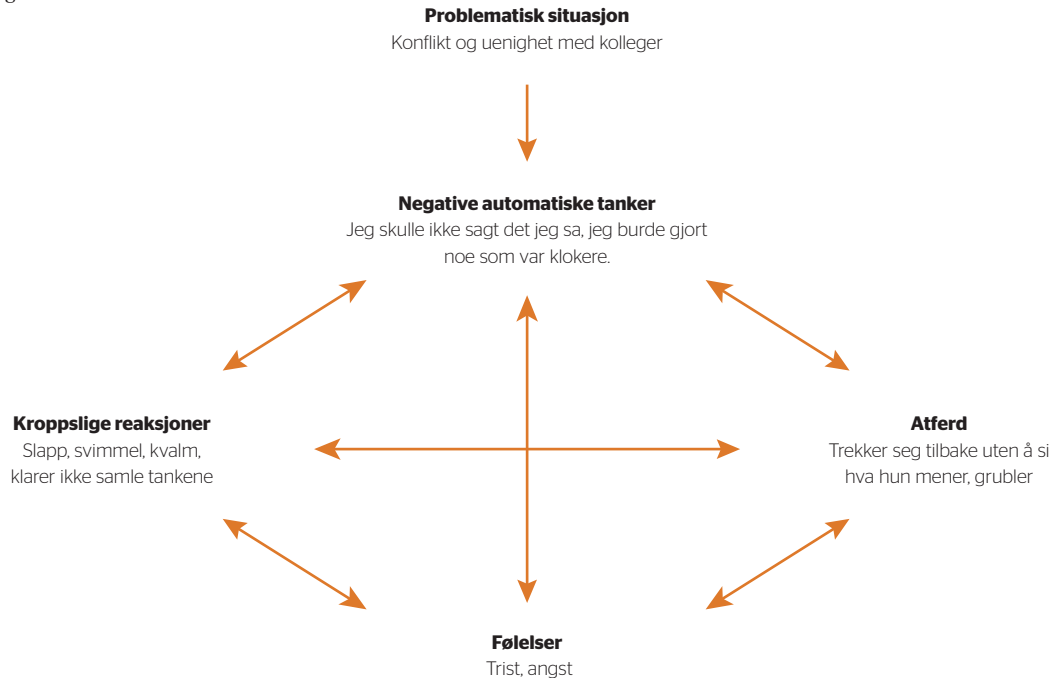 Problematisk situasjon
Konflikt og uenighet med kolleger
Negative automatiske tanker
Jeg skulle ikke sagt det jeg sa, jeg burde gjort
noe som var klokere.
Kroppslige reaksjoner
Slapp, svimmel, kvalm,
klarer ikke samle tankene
Atferd
Trekker seg tilbake uten å si
hva hun mener, grubler
Følelser
Trist, angst